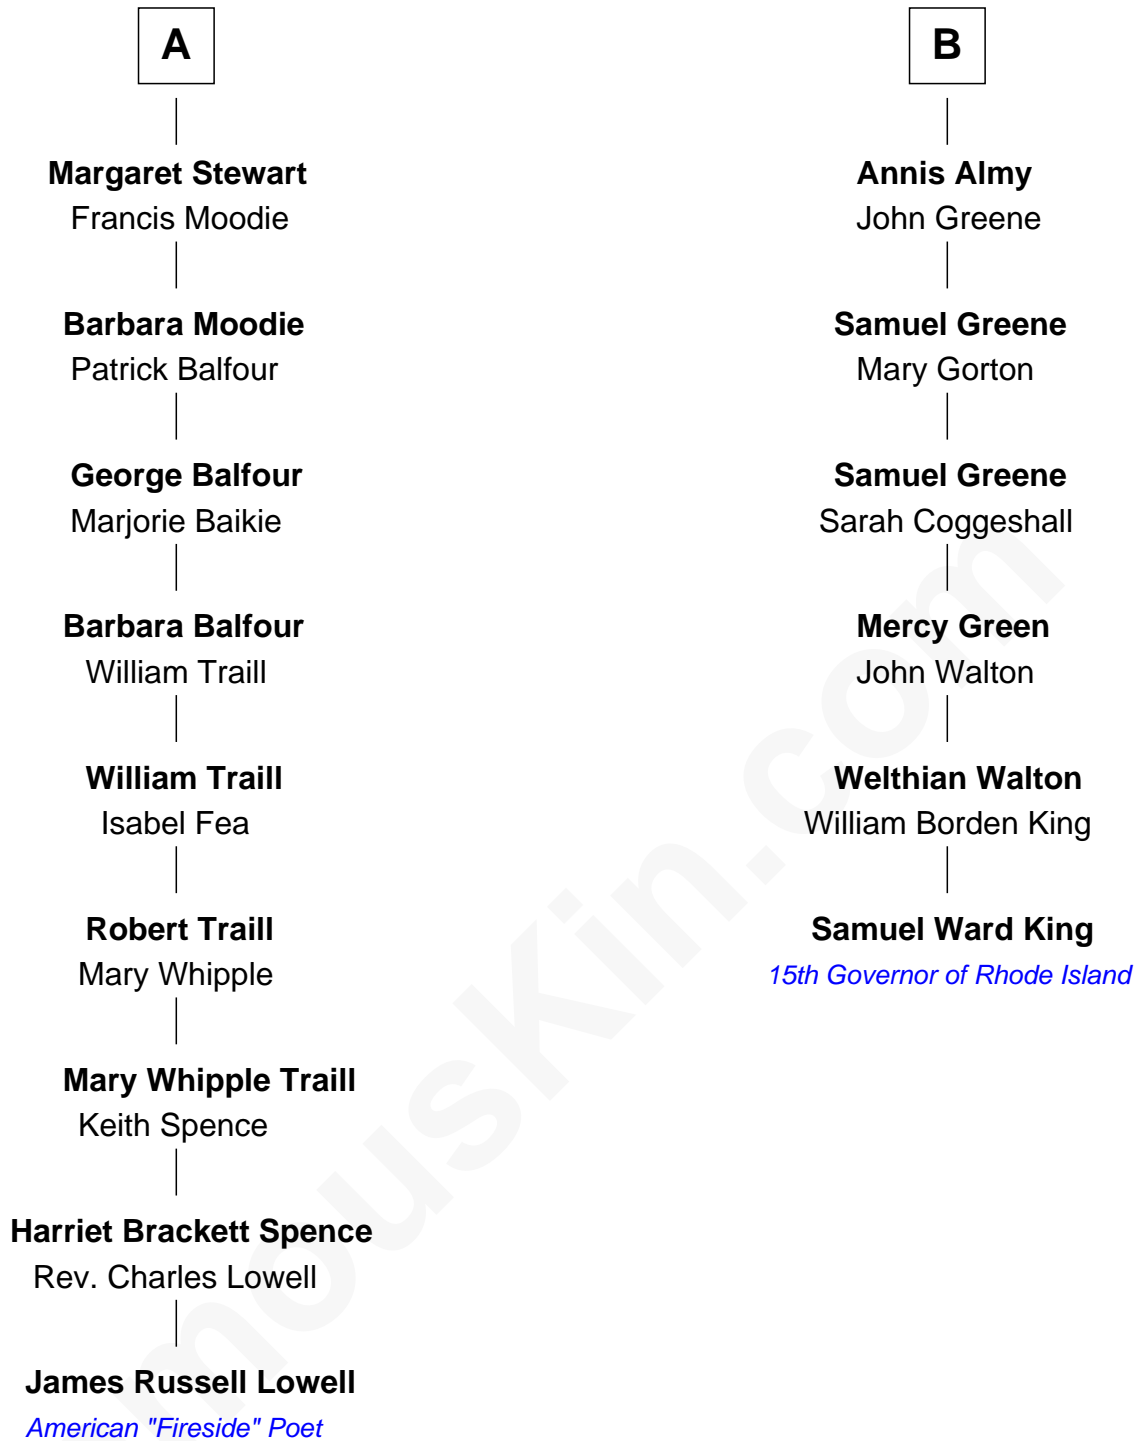 A
Margaret Stewart
Francis Moodie
Barbara Moodie
Patrick Balfour
George Balfour
Marjorie Baikie
Barbara Balfour
William Traill
William Traill
Isabel Fea
Robert Traill
Mary Whipple
Mary Whipple Traill
Keith Spence
Harriet Brackett Spence
Rev. Charles Lowell
James Russell Lowell
American "Fireside" Poet
B
Annis Almy
John Greene
Samuel Greene
Mary Gorton
Samuel Greene
Sarah Coggeshall
Mercy Green
John Walton
Welthian Walton
William Borden King
Samuel Ward King
15th Governor of Rhode Island
mousKin.com